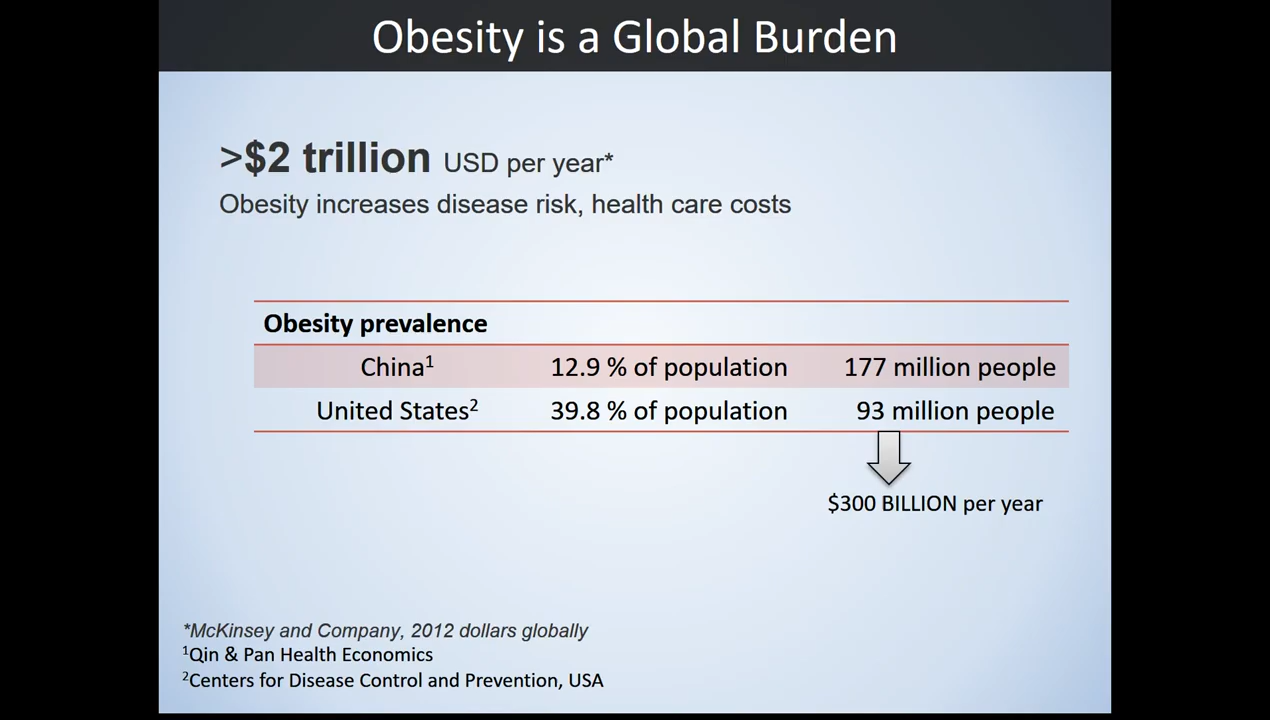 Obesity is a Global Burden
>$2 trillion USD per year*
Obesity increases disease risk, health care costs
Obesity prevalence
China¹ 12.9 % of population 177 million people
United States² 39.8 % of population 93 million people
$300 BILLION per year
*McKinsey and Company, 2012 dollars globally
¹Qin & Pan Health Economics
²Centers for Disease Control and Prevention, USA